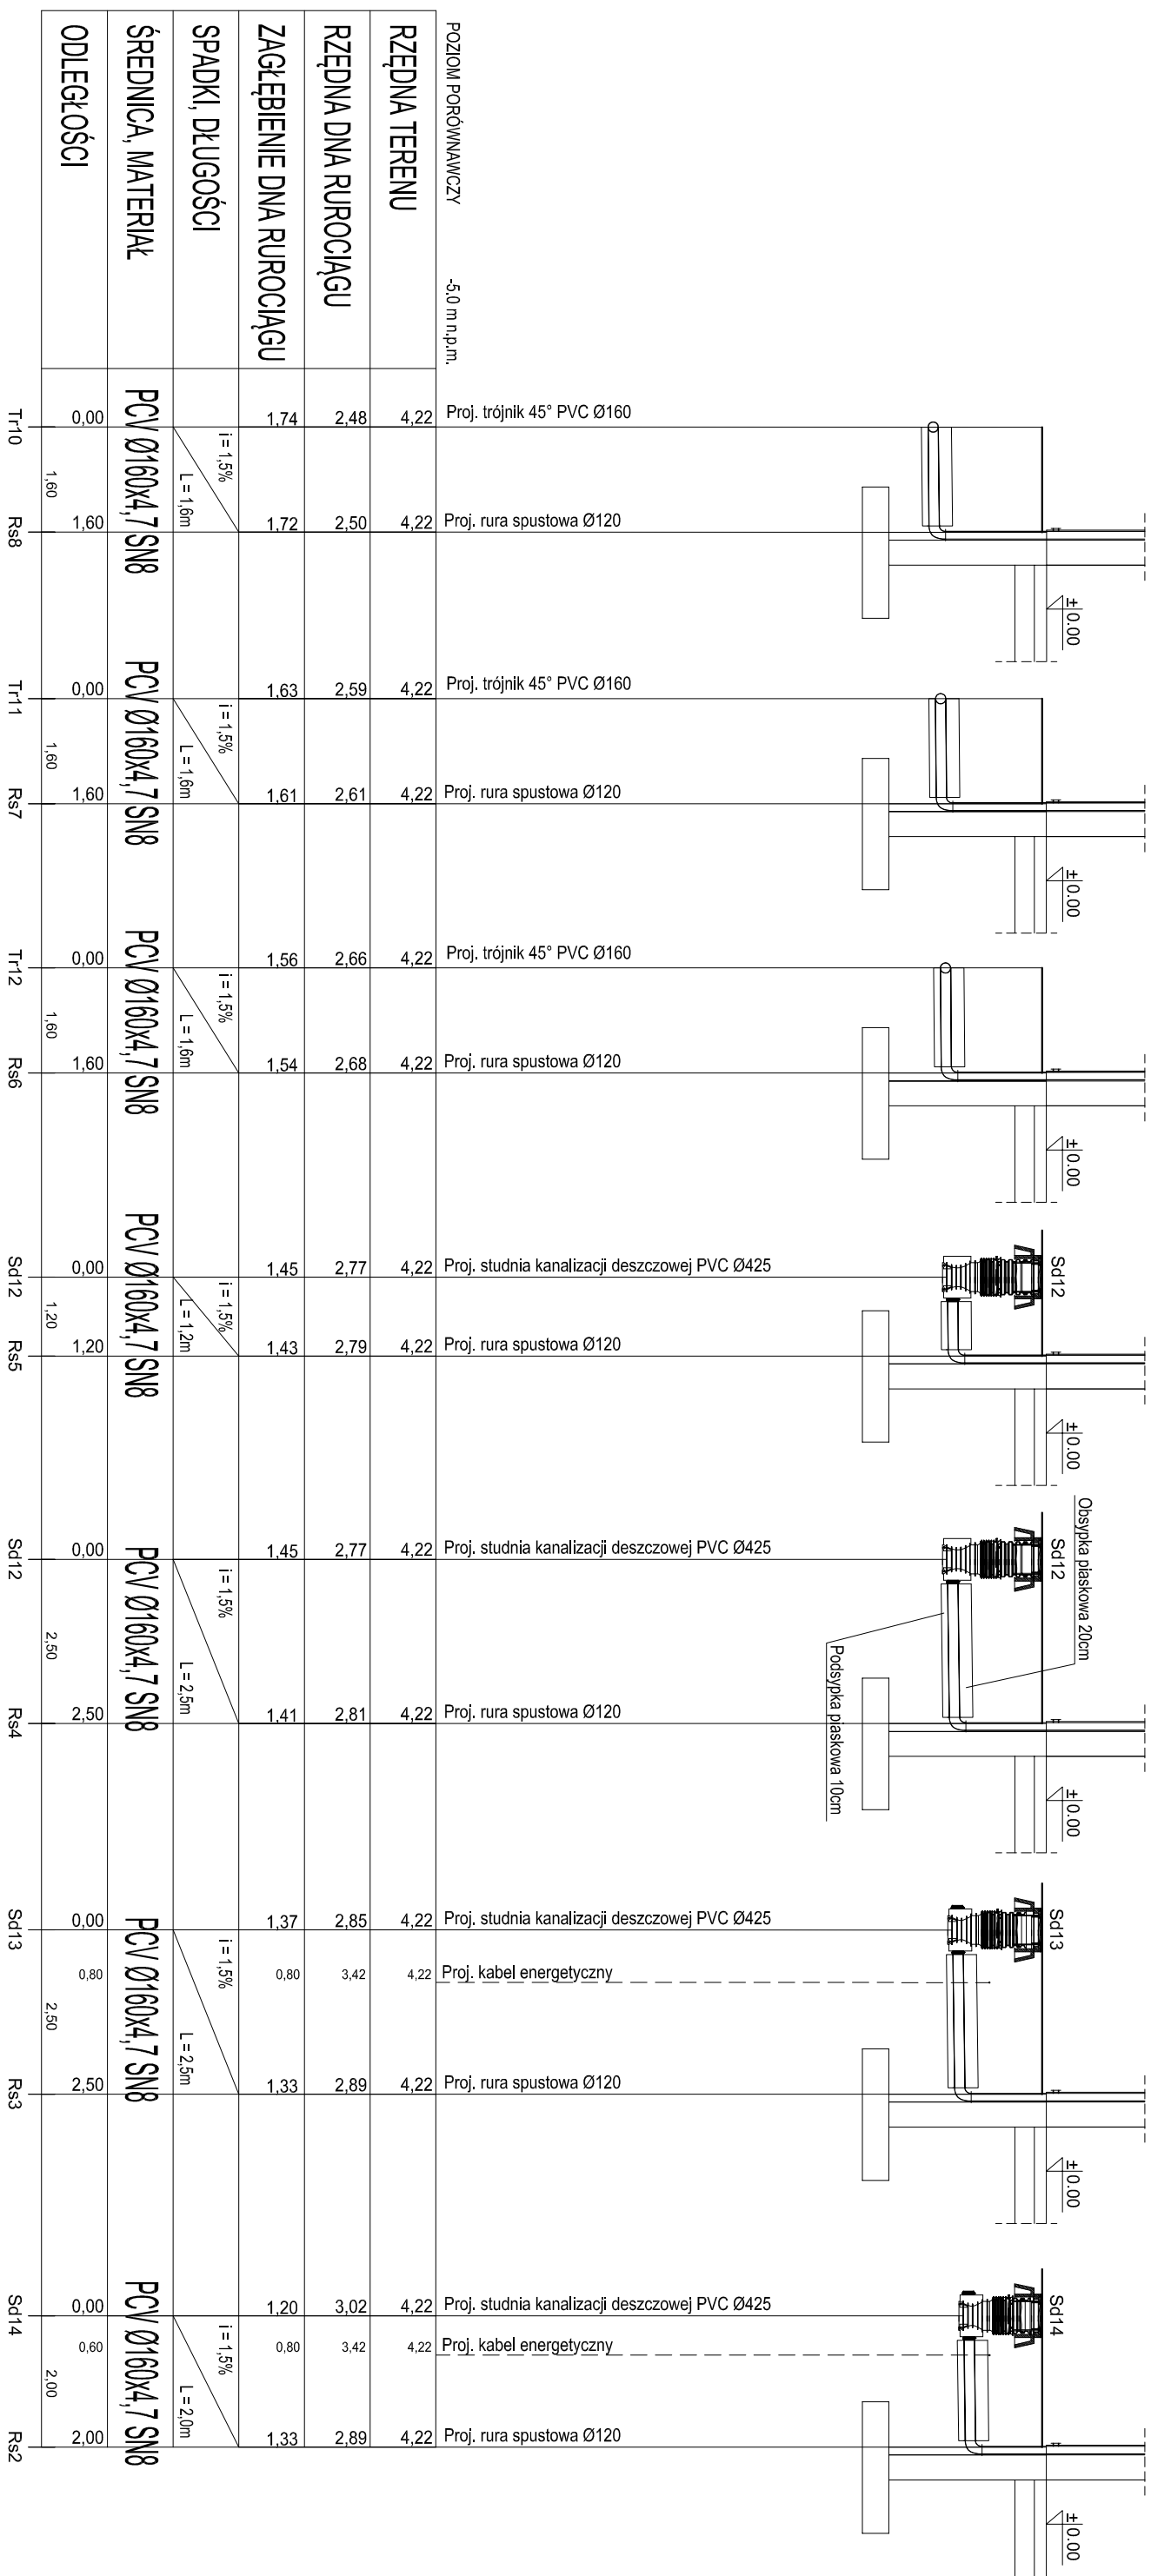 POZIOM PORÓWNAWCZY -5.0 m n.p.m.
RZĘDNA TERENU
RZĘDNA DNA RUROCIĄGU
ZAGŁĘBIENIE DNA RUROCIĄGU
SPADKI, DŁUGOŚCI
ŚREDNICA, MATERIAŁ
ODLEGŁOŚCI
±0.00
Proj. trójnik 45° PVC Ø160
Proj. rura spustowa Ø120
4,22 4,22
2,48 2,50
1,74 1,72
i = 1,5%
L = 1,6m
PCV Ø160x4,7 SN8
0,00 1,60
1,60
Tr10 Rs8
±0.00
Proj. trójnik 45° PVC Ø160
Proj. rura spustowa Ø120
4,22 4,22
2,59 2,61
1,63 1,61
i = 1,5%
L = 1,6m
PCV Ø160x4,7 SN8
0,00 1,60
1,60
Tr11 Rs7
±0.00
Proj. trójnik 45° PVC Ø160
Proj. rura spustowa Ø120
4,22 4,22
2,66 2,68
1,56 1,54
i = 1,5%
L = 1,6m
PCV Ø160x4,7 SN8
0,00 1,60
1,60
Tr12 Rs6
Sd12
±0.00
Proj. studnia kanalizacji deszczowej PVC Ø425
Proj. rura spustowa Ø120
4,22 4,22
2,77 2,79
1,45 1,43
i = 1,5%
L = 1,2m
PCV Ø160x4,7 SN8
0,00 1,20
1,20
Sd12 Rs5
Obsypka piaskowa 20cm
Sd12
±0.00
Podsypka piaskowa 10cm
Proj. studnia kanalizacji deszczowej PVC Ø425
Proj. rura spustowa Ø120
4,22 4,22
2,77 2,81
1,45 1,41
i = 1,5%
L = 2,5m
PCV Ø160x4,7 SN8
0,00 2,50
2,50
Sd12 Rs4
Sd13
±0.00
Proj. studnia kanalizacji deszczowej PVC Ø425
Proj. kabel energetyczny
Proj. rura spustowa Ø120
4,22 4,22 4,22
2,85 3,42 2,89
1,37 0,80 1,33
i = 1,5%
L = 2,5m
PCV Ø160x4,7 SN8
0,00 0,80 2,50
2,50
Sd13 Rs3
Sd14
±0.00
Proj. studnia kanalizacji deszczowej PVC Ø425
Proj. kabel energetyczny
Proj. rura spustowa Ø120
4,22 4,22 4,22
3,02 3,42 2,89
1,20 0,80 1,33
i = 1,5%
L = 2,0m
PCV Ø160x4,7 SN8
0,00 0,60 2,00
2,00
Sd14 Rs2